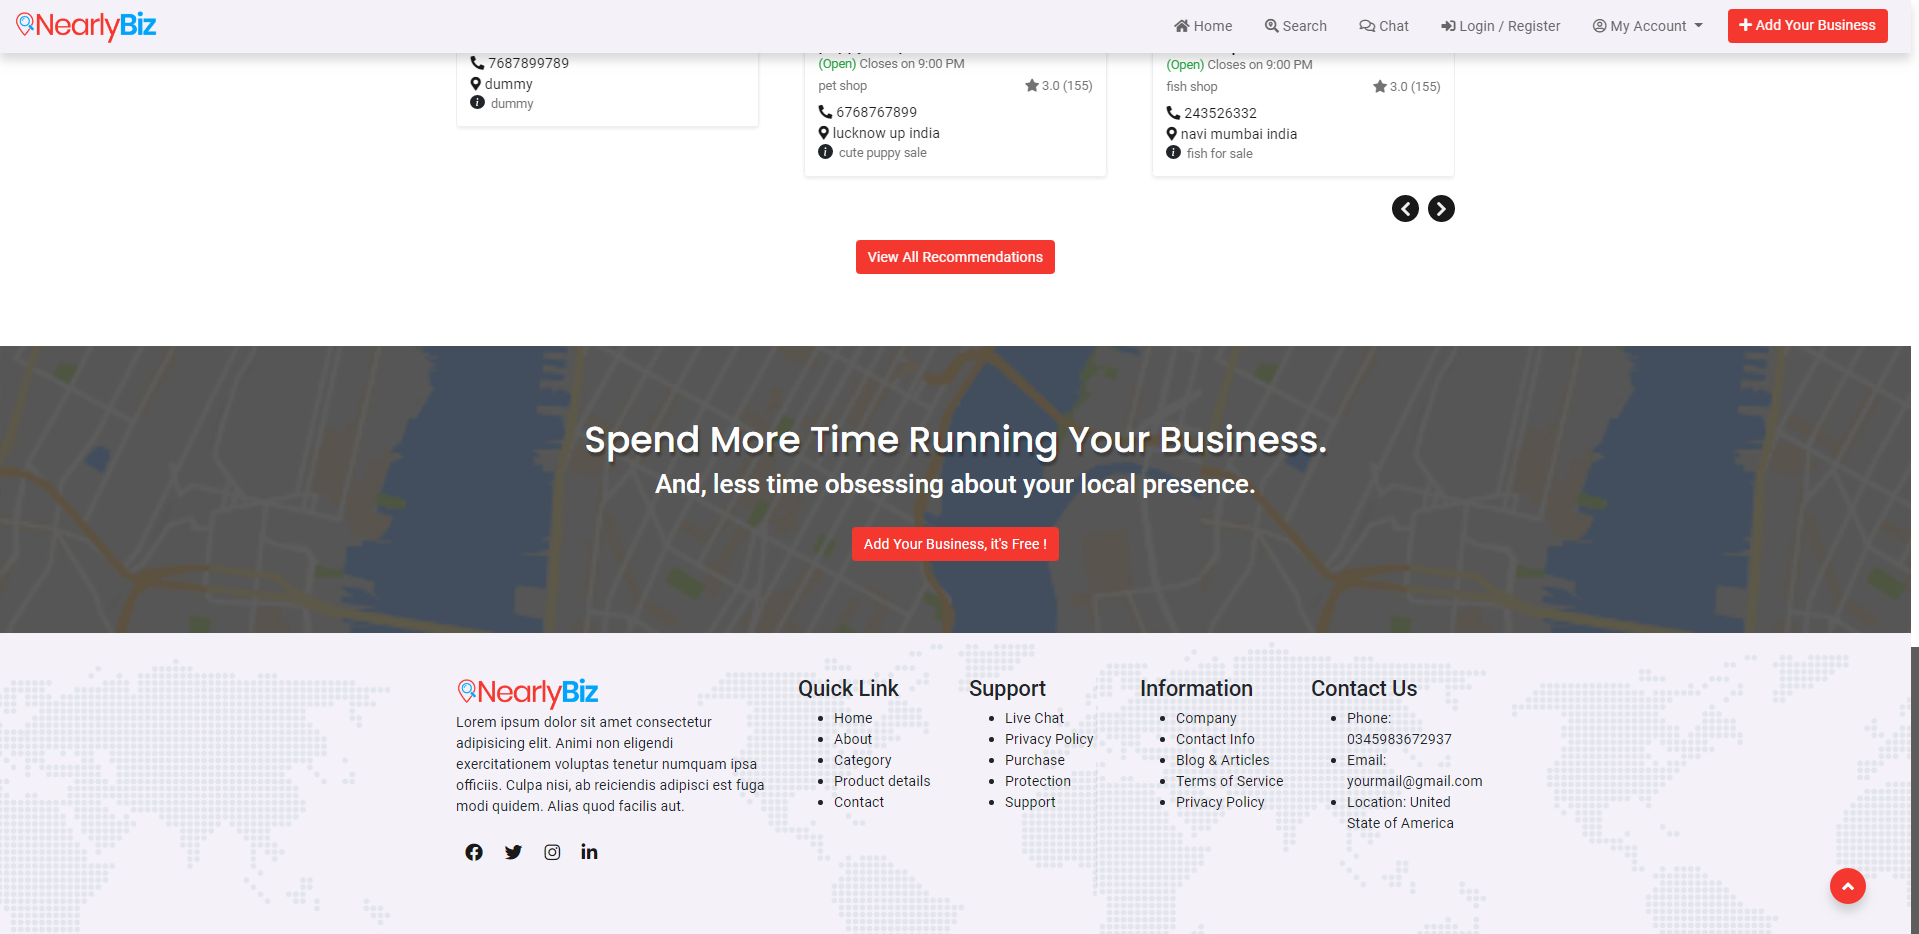 NearlyBiz
Home Search Chat Login / Register My Account Add Your Business
7687899789
dummy
dummy
(Open) Closes on 9:00 PM
pet shop 3.0 (155)
6768767899
lucknow up india
cute puppy sale
(Open) Closes on 9:00 PM
fish shop 3.0 (155)
243526332
navi mumbai india
fish for sale
View All Recommendations
Spend More Time Running Your Business.
And, less time obsessing about your local presence.
Add Your Business, it's Free !
NearlyBiz
Lorem ipsum dolor sit amet consectetur
adipisicing elit. Animi non eligendi
exercitationem voluptas tenetur numquam ipsa
officiis. Culpa nisi, ab reiciendis adipisci est fuga
modi quidem. Alias quod facilis aut.
Quick Link
Home
About
Category
Product details
Contact
Support
Live Chat
Privacy Policy
Purchase
Protection
Support
Information
Company
Contact Info
Blog & Articles
Terms of Service
Privacy Policy
Contact Us
Phone:
0345983672937
Email:
yourmail@gmail.com
Location: United
State of America